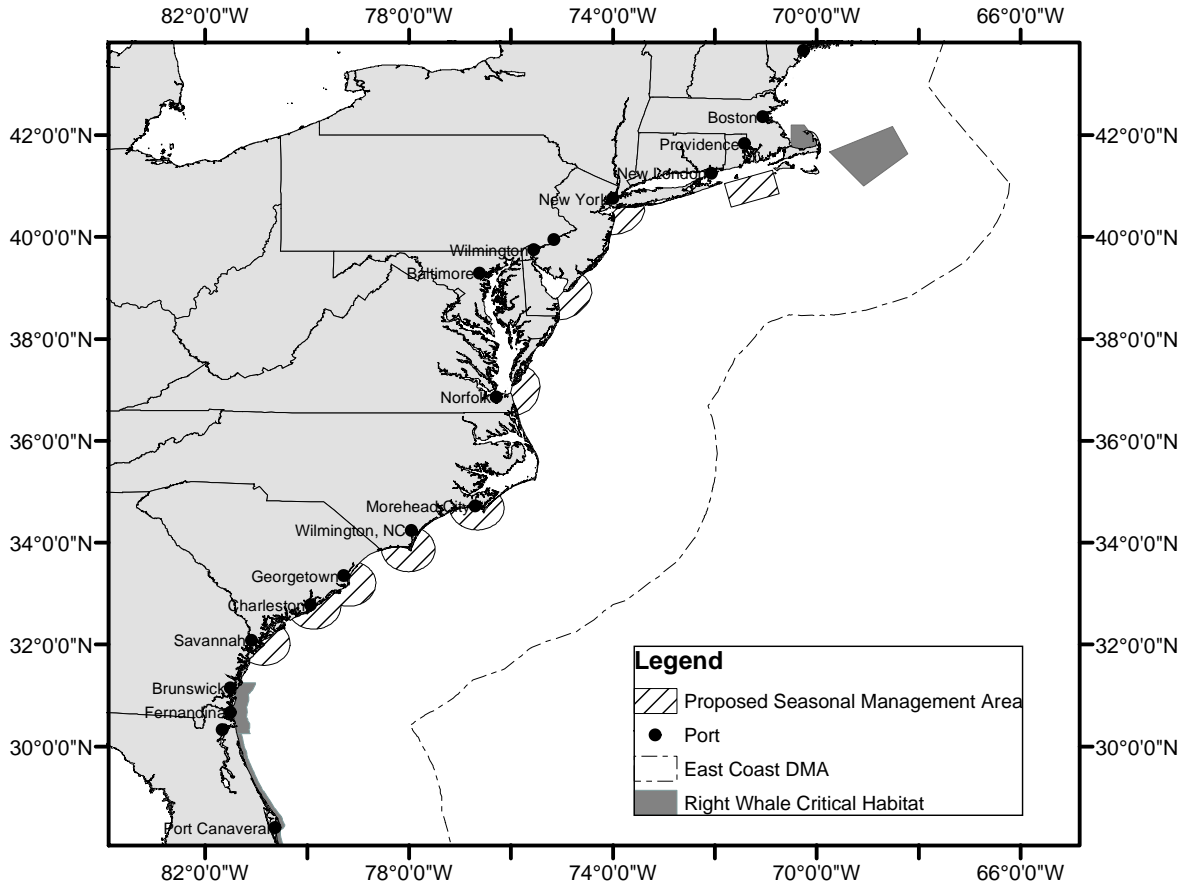 82°0'0"W 78°0'0"W 74°0'0"W 70°0'0"W 66°0'0"W
Boston
42°0'0"N 42°0'0"N
Providence
New London
New York
40°0'0"N 40°0'0"N
Wilmington
Baltimore
38°0'0"N 38°0'0"N
Norfolk
36°0'0"N 36°0'0"N
Morehead City
Wilmington, NC
34°0'0"N 34°0'0"N
Georgetown
Charleston
Savannah
32°0'0"N 32°0'0"N
Brunswick
Fernandina
30°0'0"N 30°0'0"N
Port Canaveral
Legend
Proposed Seasonal Management Area
Port
East Coast DMA
Right Whale Critical Habitat
82°0'0"W 78°0'0"W 74°0'0"W 70°0'0"W 66°0'0"W